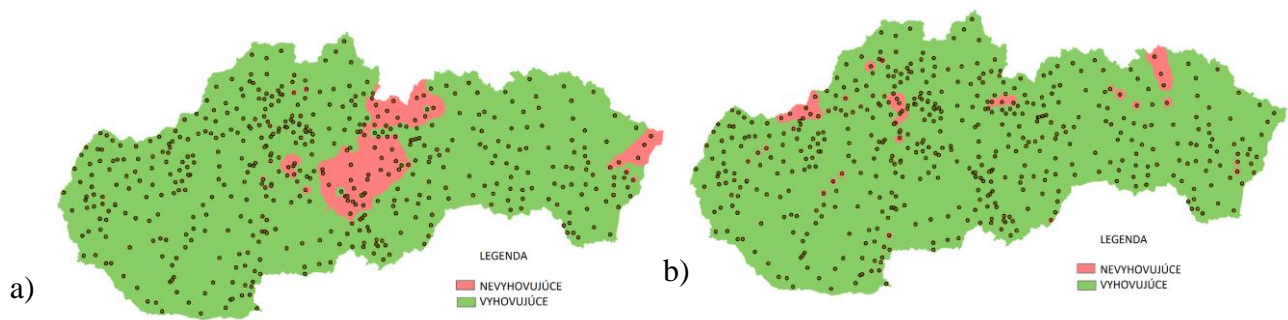 a)
LEGENDA
NEVYHOVUJÚCE
VYHOVUJÚCE
b)
LEGENDA
NEVYHOVUJÚCE
VYHOVUJÚCE